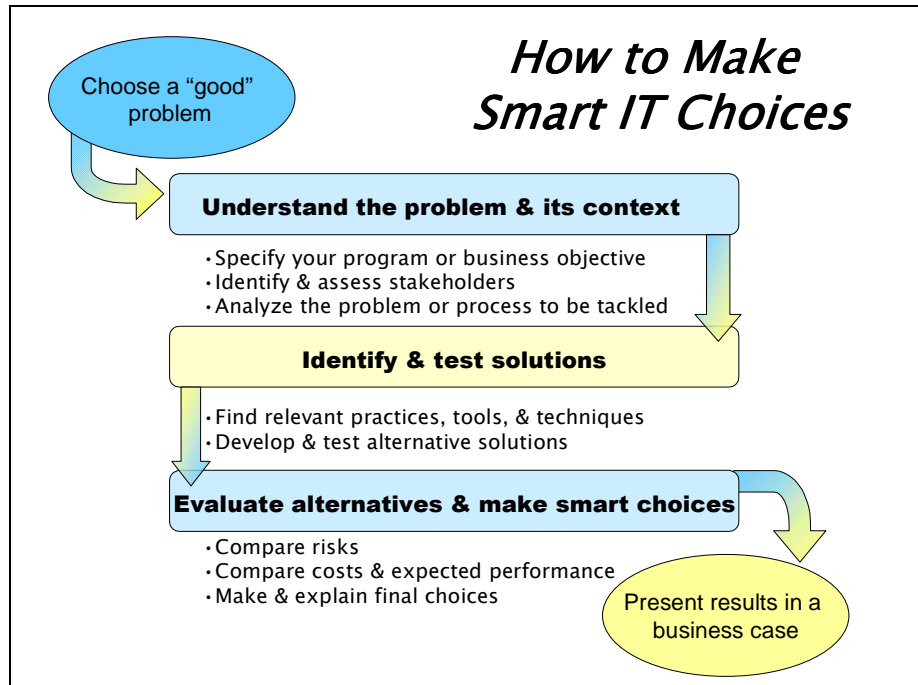 How to Make
Smart IT Choices
Choose a “good”
problem
Understand the problem & its context
•Specify your program or business objective
•Identify & assess stakeholders
•Analyze the problem or process to be tackled
Identify & test solutions
•Find relevant practices, tools, & techniques
•Develop & test alternative solutions
Evaluate alternatives & make smart choices
•Compare risks
•Compare costs & expected performance
•Make & explain final choices
Present results in a
business case